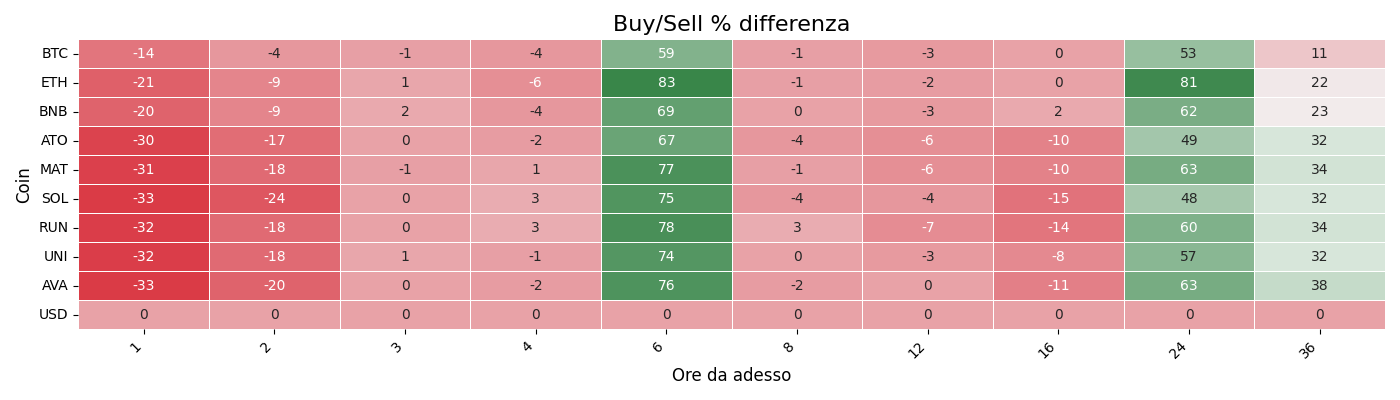 Buy/Sell % differenza
Coin
BTC -14 -4 -1 -4 59 -1 -3 0 53 11
ETH -21 -9 1 -6 83 -1 -2 0 81 22
BNB -20 -9 2 -4 69 0 -3 2 62 23
ATO -30 -17 0 -2 67 -4 -6 -10 49 32
MAT -31 -18 -1 1 77 -1 -6 -10 63 34
SOL -33 -24 0 3 75 -4 -4 -15 48 32
RUN -32 -18 0 3 78 3 -7 -14 60 34
UNI -32 -18 1 -1 74 0 -3 -8 57 32
AVA -33 -20 0 -2 76 -2 0 -11 63 38
USD 0 0 0 0 0 0 0 0 0 0
1 2 3 4 6 8 12 16 24 36
Ore da adesso